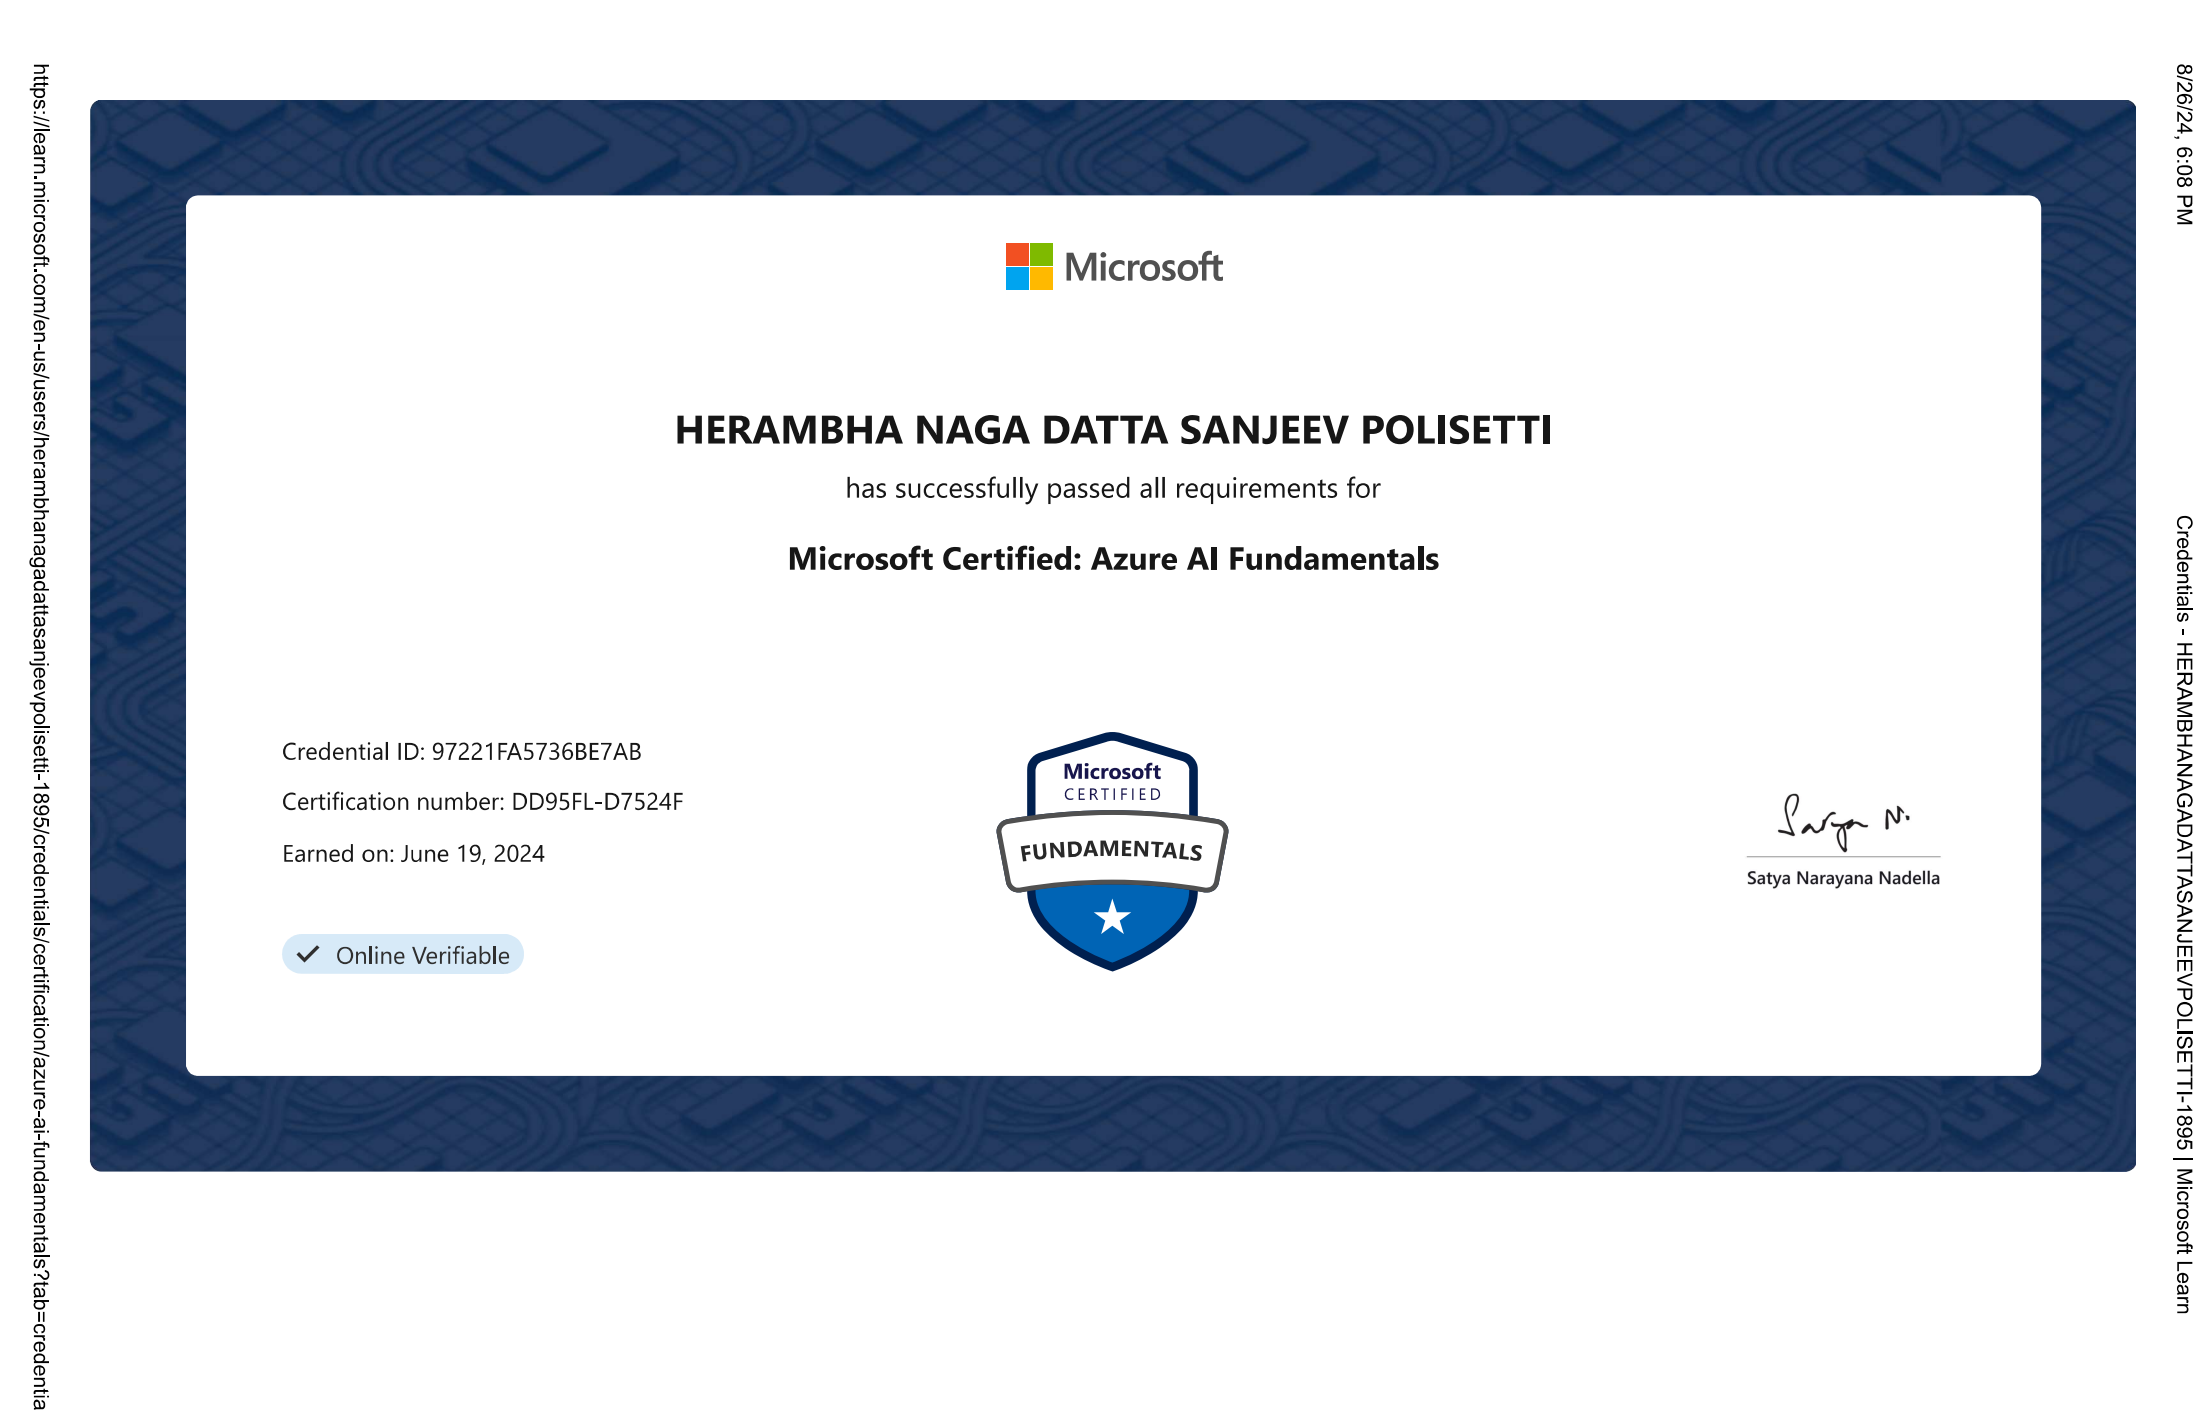 8/26/24, 6:08 PM
Credentials - HERAMBHANAGADATTASANJEEVPOLISETTI-1895 | Microsoft Learn
Microsoft
HERAMBHA NAGA DATTA SANJEEV POLISETTI
has successfully passed all requirements for
Microsoft Certified: Azure AI Fundamentals
Credential ID: 97221FA5736BE7AB
Certification number: DD95FL-D7524F
Earned on: June 19, 2024
Online Verifiable
Microsoft
CERTIFIED
FUNDAMENTALS
Satya N.
Satya Narayana Nadella
https://learn.microsoft.com/en-us/users/herambhanagadattasanjeevpolisetti-1895/credentials/certification/azure-ai-fundamentals?tab=credentia